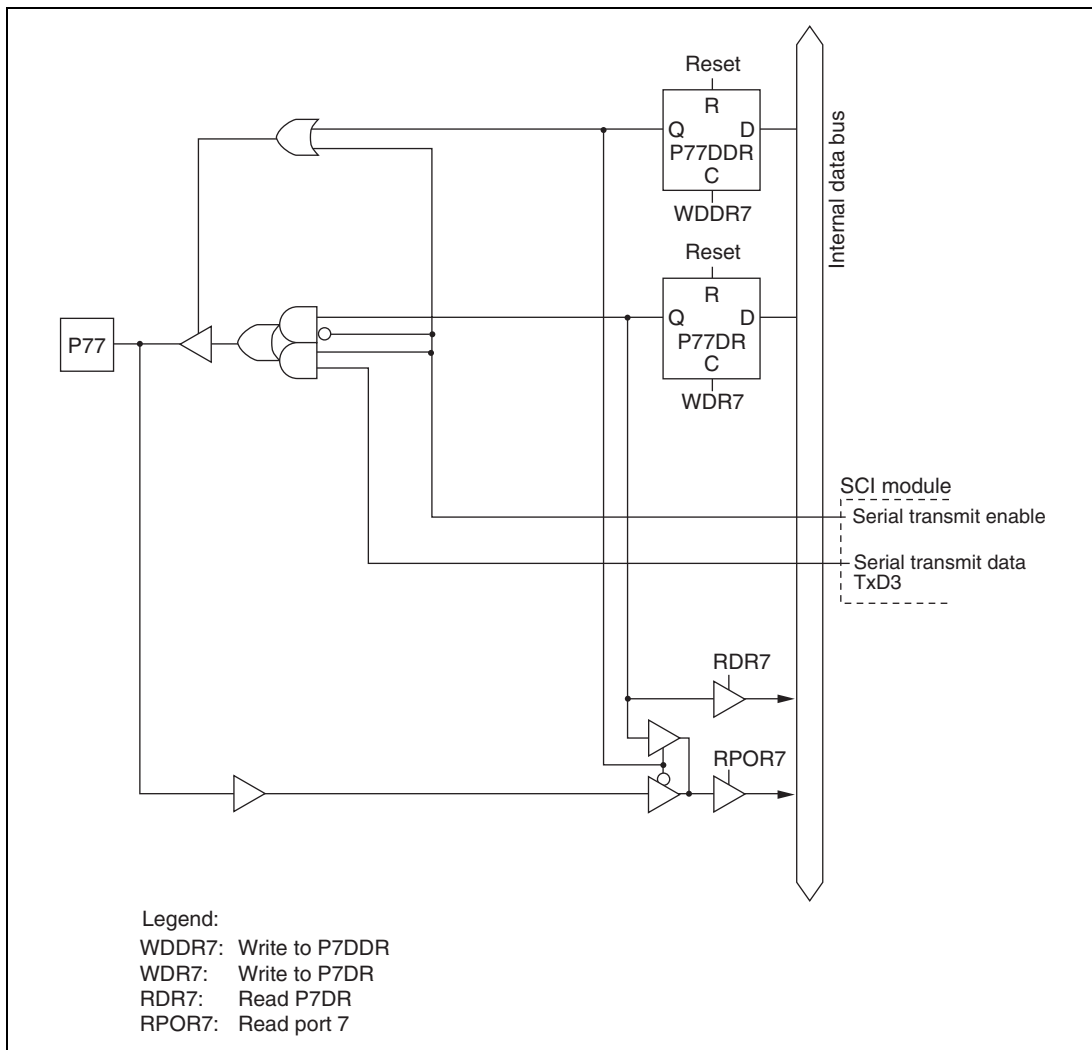 Reset
R
Q D
P77DDR
C
WDDR7
Internal data bus
Reset
R
Q D
P77DR
C
WDR7
P77
SCI module
Serial transmit enable
Serial transmit data
TxD3
RDR7
RPOR7
Legend:
WDDR7: Write to P7DDR
WDR7: Write to P7DR
RDR7: Read P7DR
RPOR7: Read port 7